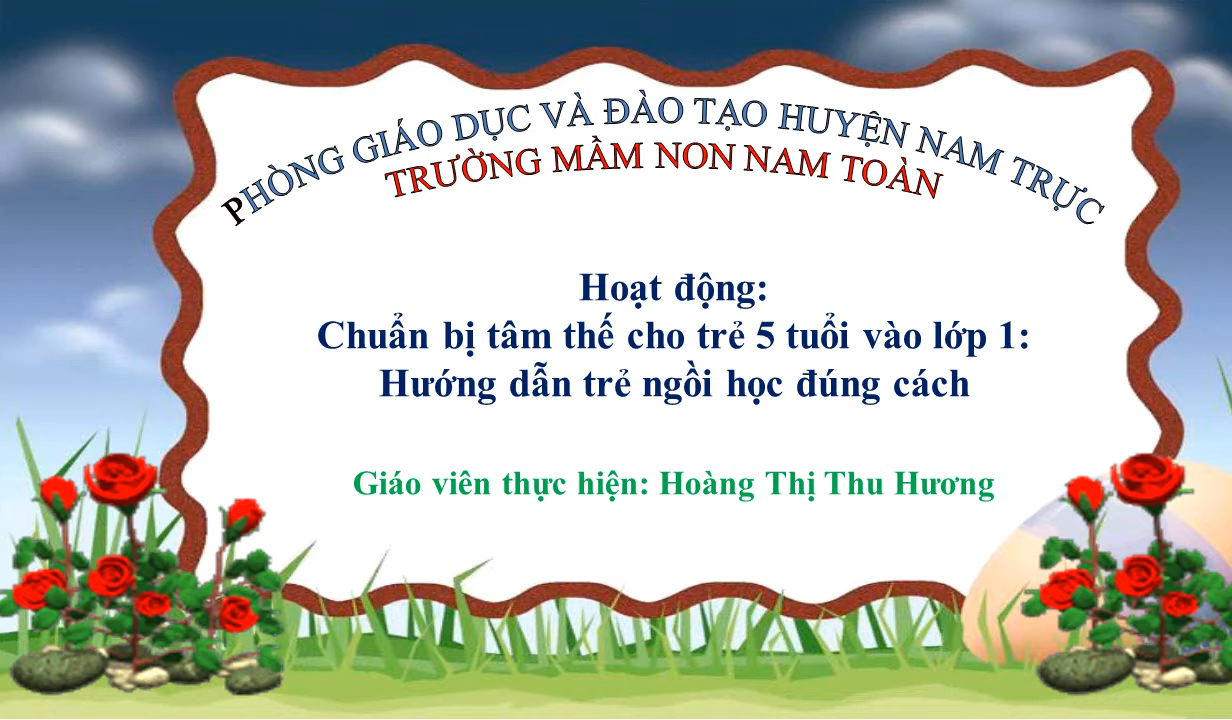 PHÒNG GIÁO DỤC VÀ ĐÀO TẠO HUYỆN NAM TRỰC
TRƯỜNG MẦM NON NAM TOÀN
Hoạt động:
Chuẩn bị tâm thế cho trẻ 5 tuổi vào lớp 1:
Hướng dẫn trẻ ngồi học đúng cách
Giáo viên thực hiện: Hoàng Thị Thu Hương